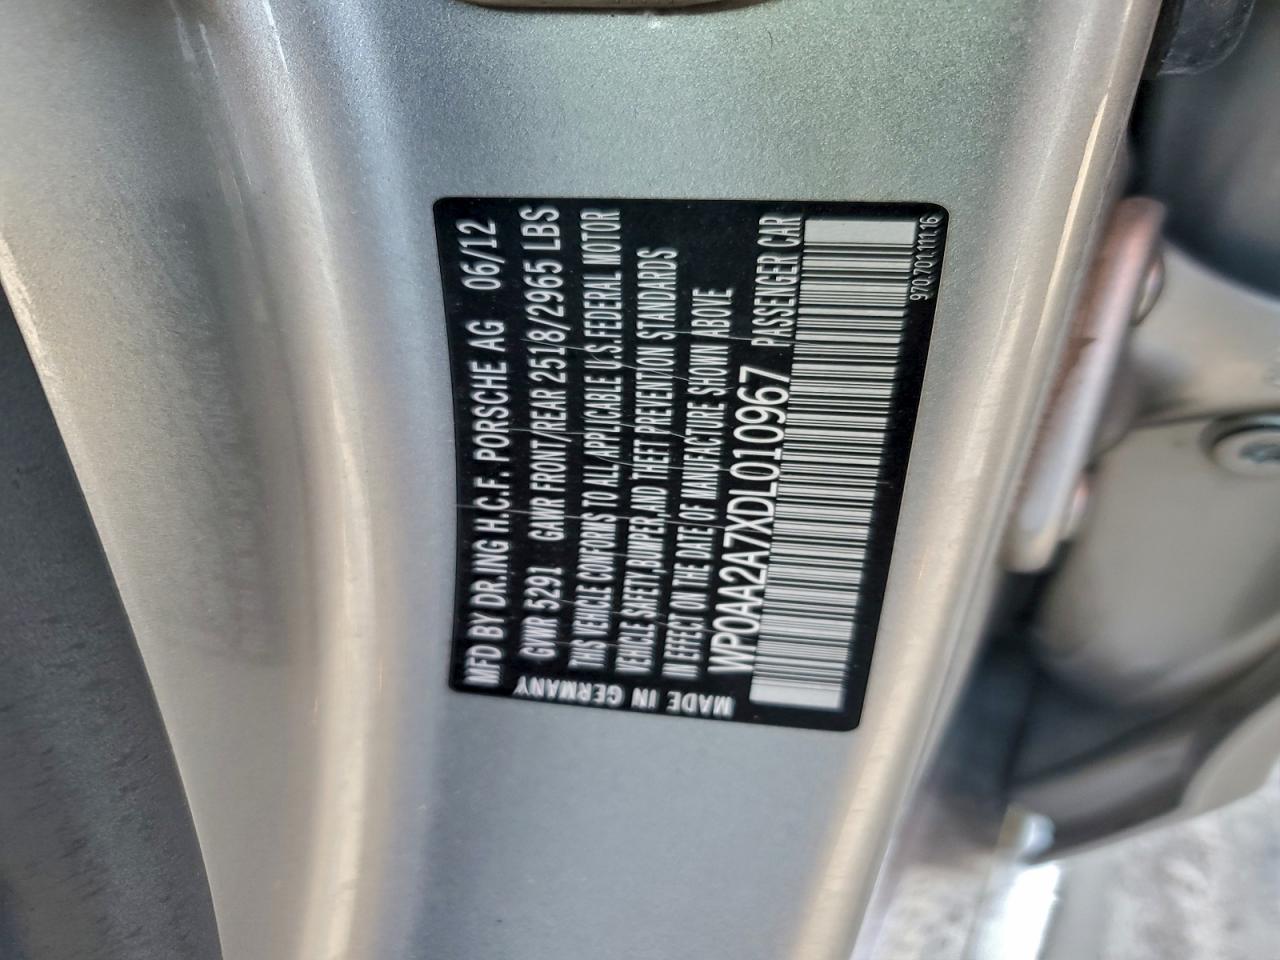 MFD BY DR.ING H.C.F. PORSCHE AG 06/12
GVWR 5291 GAWR FRONT/REAR 2518/2965 LBS
THIS VEHICLE CONFORMS TO ALL APPLICABLE U.S.FEDERAL MOTOR
VEHICLE SAFETY,BUMPER,AND THEFT PREVENTION STANDARDS
IN EFFECT ON THE DATE OF MANUFACTURE SHOWN ABOVE
WP0AA2A7XDL010967 PASSENGER CAR
970.701.111.16
MADE IN GERMANY